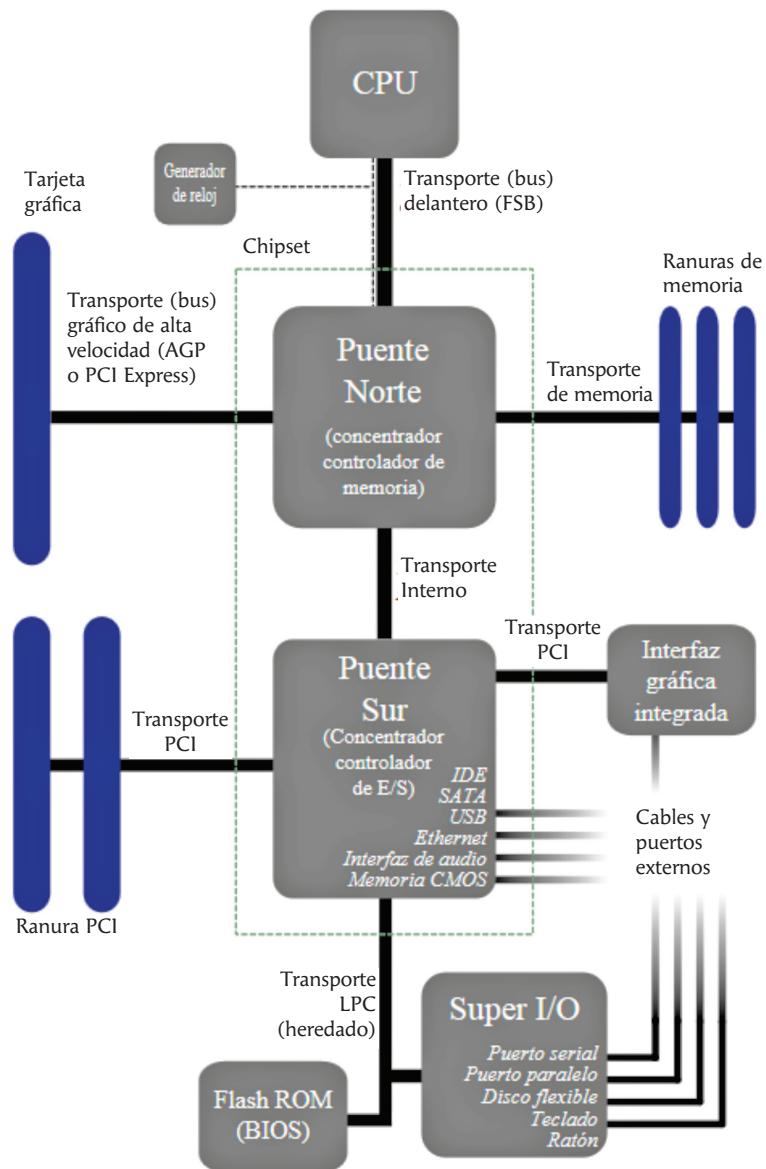 CPU
Generador
de reloj
Transporte (bus)
delantero (FSB)
Tarjeta
gráfica
Chipset
Ranuras de
memoria
Transporte (bus)
gráfico de alta
velocidad (AGP
o PCI Express)
Puente
Norte
(concentrador
controlador de
memoria)
Transporte
de memoria
Transporte
Interno
Transporte
PCI
Interfaz
gráfica
integrada
Puente
Sur
(Concentrador
controlador
de E/S)
Transporte
PCI
IDE
SATA
USB
Ethernet
Interfaz de audio
Memoria CMOS
Cables y
puertos
externos
Ranura PCI
Transporte
LPC
(heredado)
Super I/O
Puerto serial
Puerto paralelo
Disco flexible
Teclado
Ratón
Flash ROM
(BIOS)